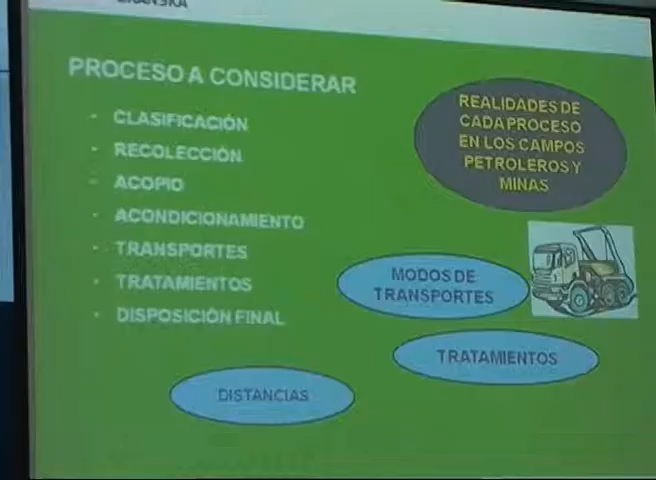 PROCESO A CONSIDERAR
- CLASIFICACIÓN
- RECOLECCIÓN
- ACOPIO
- ACONDICIONAMIENTO
- TRANSPORTES
- TRATAMIENTOS
- DISPOSICIÓN FINAL
REALIDADES DE
CADA PROCESO
EN LOS CAMPOS
PETROLEROS Y
MINAS
MODOS DE
TRANSPORTES
TRATAMIENTOS
DISTANCIAS